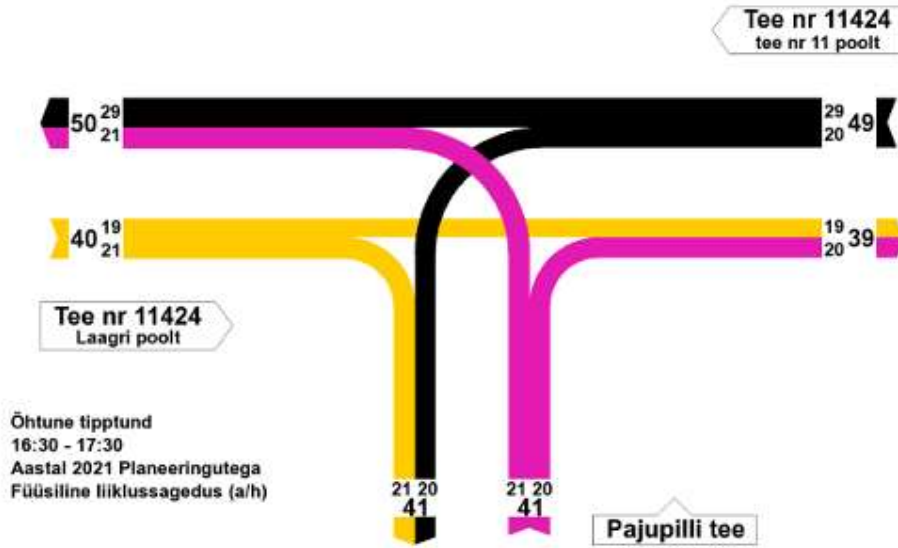 Tee nr 11424
tee nr 11 poolt
50 29
21
29
20 49
40 19
21
19
20 39
Tee nr 11424
Laagri poolt
Õhtune tipptund
16:30 - 17:30
Aastal 2021 Planeeringutega
Füüsiline liiklussagedus (a/h)
21 20
41
21 20
41
Pajupilli tee